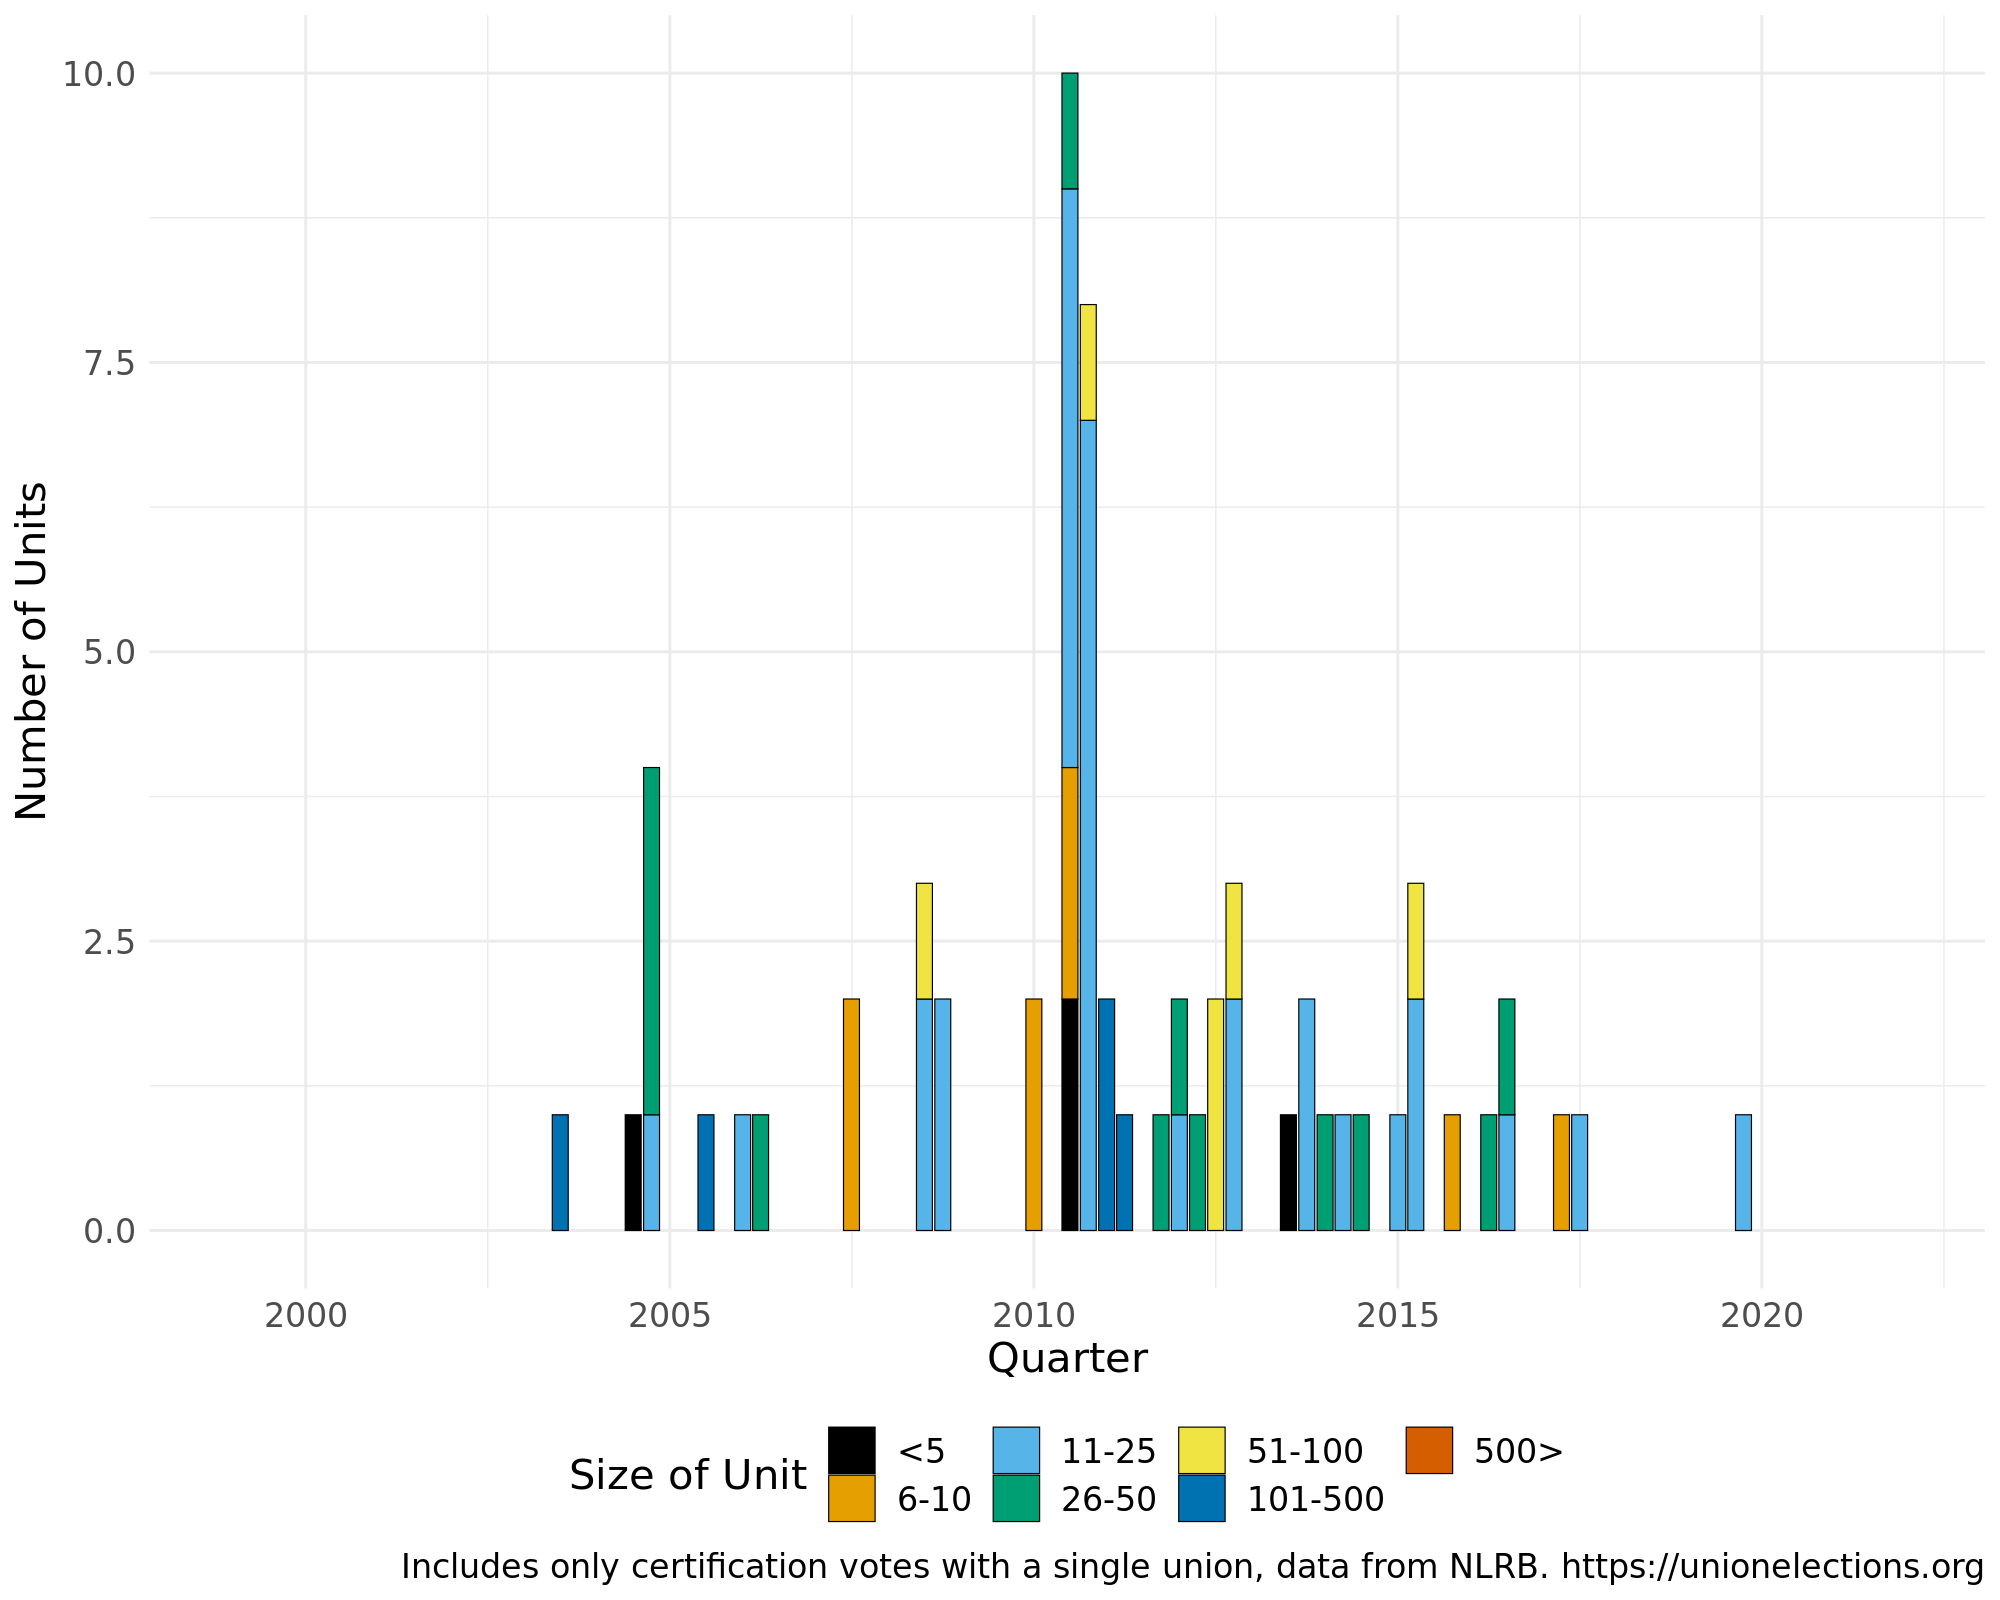 10.0
7.5
5.0
2.5
0.0
Number of Units
2000 2005 2010 2015 2020
Quarter
Size of Unit
<5 11-25 51-100 500>
6-10 26-50 101-500
Includes only certification votes with a single union, data from NLRB. https://unionelections.org